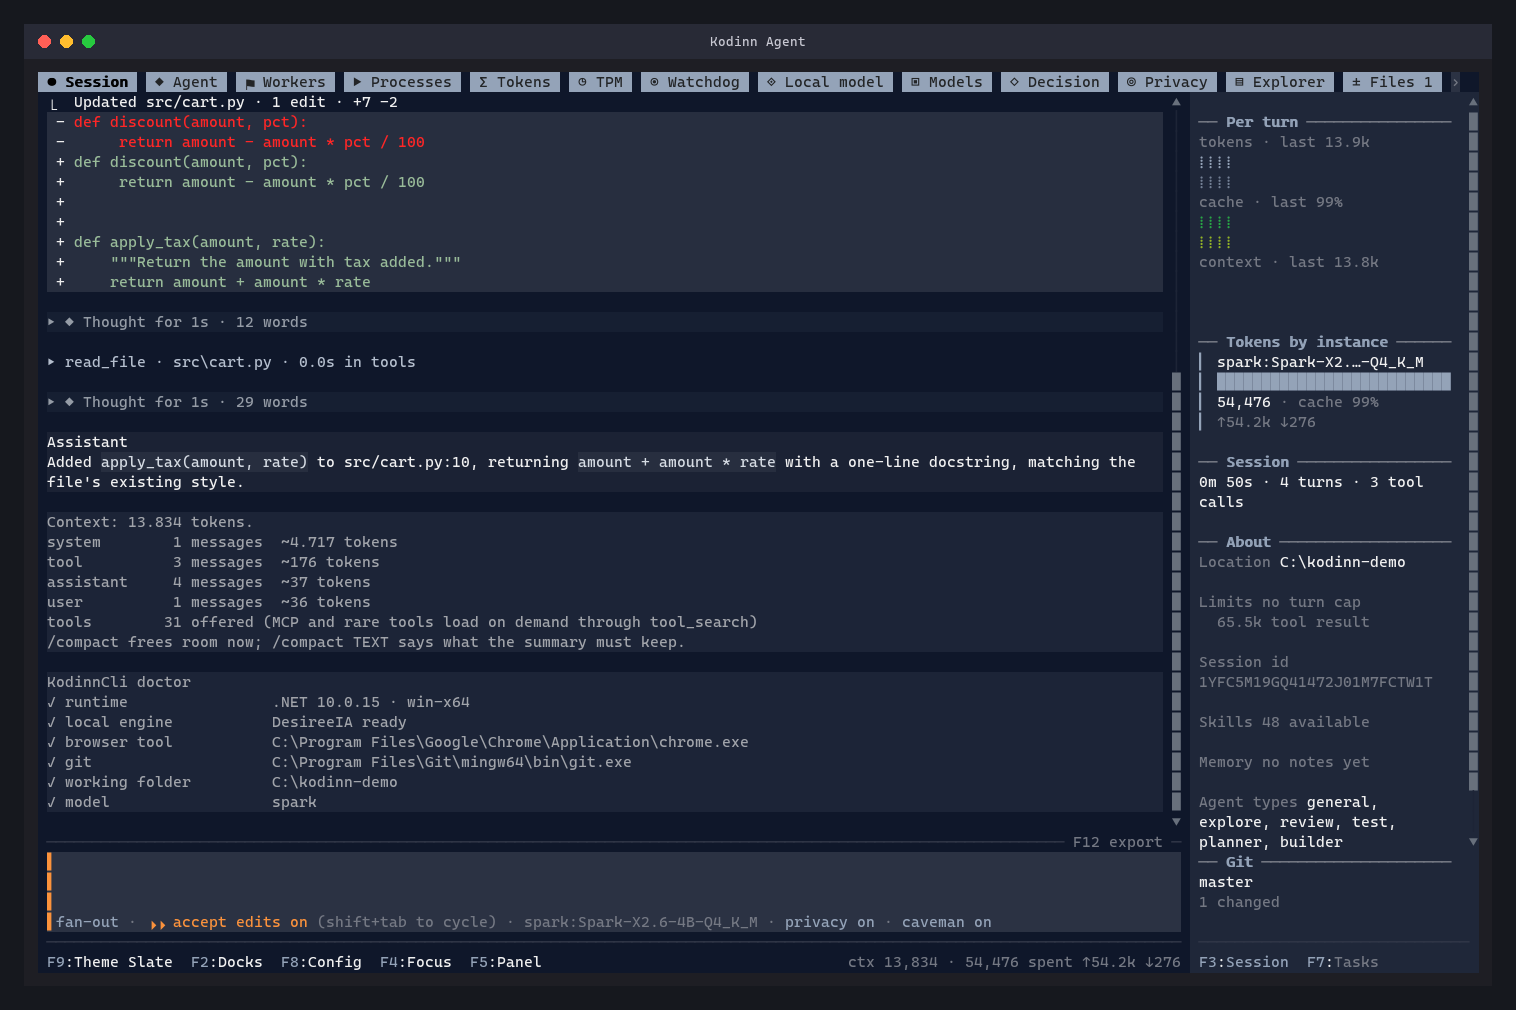 Kodinn Agent
● Session ◆ Agent Workers ▶ Processes Σ Tokens ◔ TPM ◉ Watchdog ◈ Local model ▣ Models ◇ Decision ◎ Privacy ⊟ Explorer ± Files 1 ›
⎣ Updated src/cart.py · 1 edit · +7 -2
- def discount(amount, pct):
-      return amount - amount * pct / 100
+ def discount(amount, pct):
+      return amount - amount * pct / 100
+
+
+ def apply_tax(amount, rate):
+     """Return the amount with tax added."""
+     return amount + amount * rate
▶ ◆ Thought for 1s · 12 words
▶ read_file · src\cart.py · 0.0s in tools
▶ ◆ Thought for 1s · 29 words
Assistant
Added apply_tax(amount, rate) to src/cart.py:10, returning amount + amount * rate with a one-line docstring, matching the
file's existing style.
Context: 13.834 tokens.
system        1 messages  ~4.717 tokens
tool          3 messages  ~176 tokens
assistant     4 messages  ~37 tokens
user          1 messages  ~36 tokens
tools        31 offered (MCP and rare tools load on demand through tool_search)
/compact frees room now; /compact TEXT says what the summary must keep.
KodinnCli doctor
✓ runtime                .NET 10.0.15 · win-x64
✓ local engine           DesireeIA ready
✓ browser tool           C:\Program Files\Google\Chrome\Application\chrome.exe
✓ git                    C:\Program Files\Git\mingw64\bin\git.exe
✓ working folder         C:\kodinn-demo
✓ model                  spark
F12 export
fan-out · ▸▸ accept edits on (shift+tab to cycle) · spark:Spark-X2.6-4B-Q4_K_M · privacy on · caveman on
F9:Theme Slate  F2:Docks  F8:Config  F4:Focus  F5:Panel
ctx 13,834 · 54,476 spent ↑54.2k ↓276
Per turn
tokens · last 13.9k
cache · last 99%
context · last 13.8k
Tokens by instance
spark:Spark-X2.…-Q4_K_M
54,476 · cache 99%
↑54.2k ↓276
Session
0m 50s · 4 turns · 3 tool
calls
About
Location C:\kodinn-demo
Limits no turn cap
65.5k tool result
Session id
1YFC5M19GQ41472J01M7FCTW1T
Skills 48 available
Memory no notes yet
Agent types general,
explore, review, test,
planner, builder
Git
master
1 changed
F3:Session  F7:Tasks